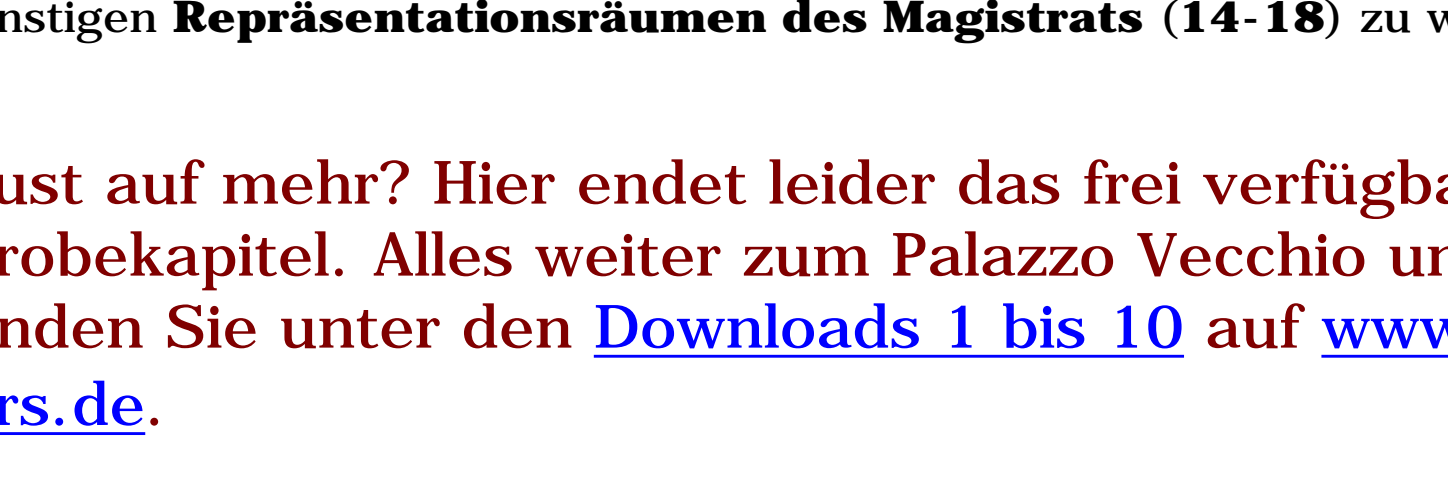 nstigen Repräsentationsräumen des Magistrats (14-18) zu w
ust auf mehr? Hier endet leider das frei verfügba
robekapitel. Alles weiter zum Palazzo Vecchio un
nden Sie unter den Downloads 1 bis 10 auf www
rs.de.